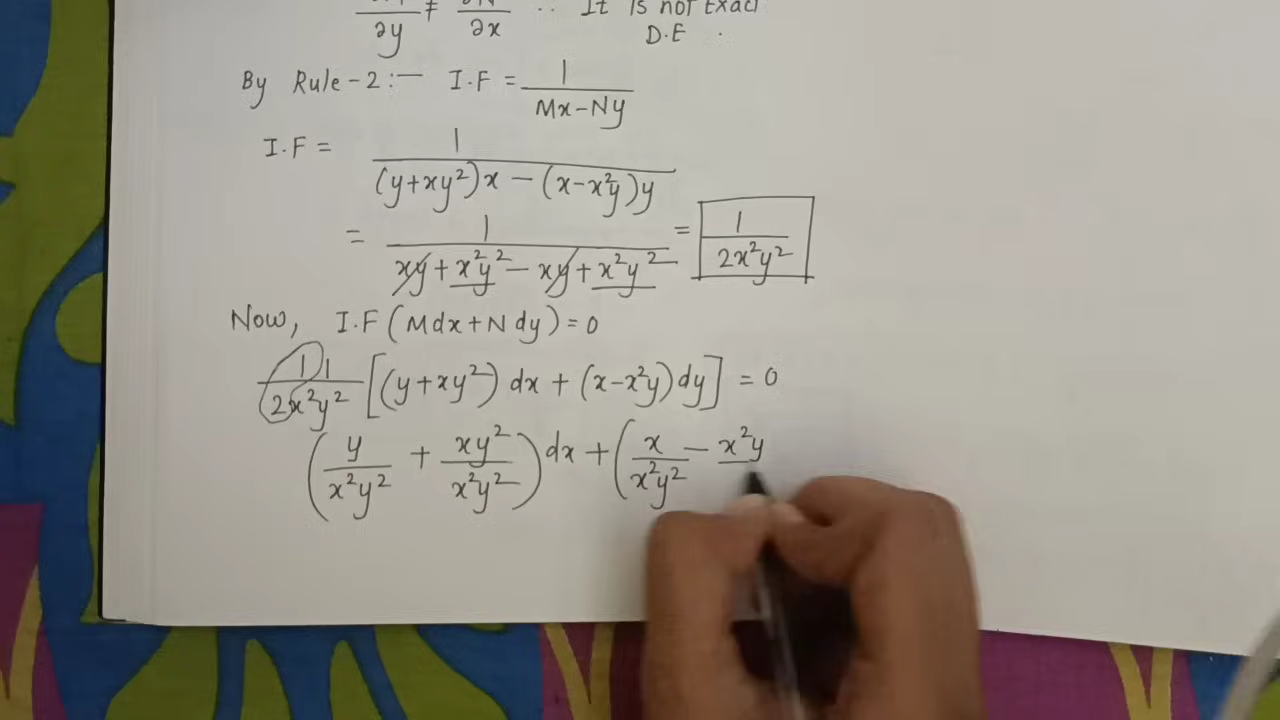 ∂y ≠ ∂x ∴ It is not Exact
D.E.
By Rule-2:— I.F = 1/(Mx-Ny)
I.F = 1/((y+xy²)x - (x-x²y)y)
= 1/(xy + x²y² - xy + x²y²) = 1/(2x²y²)
Now, I.F (Mdx+Ndy)=0
1 1/(2x²y²) [(y+xy²) dx + (x-x²y)dy] = 0
(y/(x²y²) + xy²/(x²y²)) dx + (x/(x²y²) - x²y